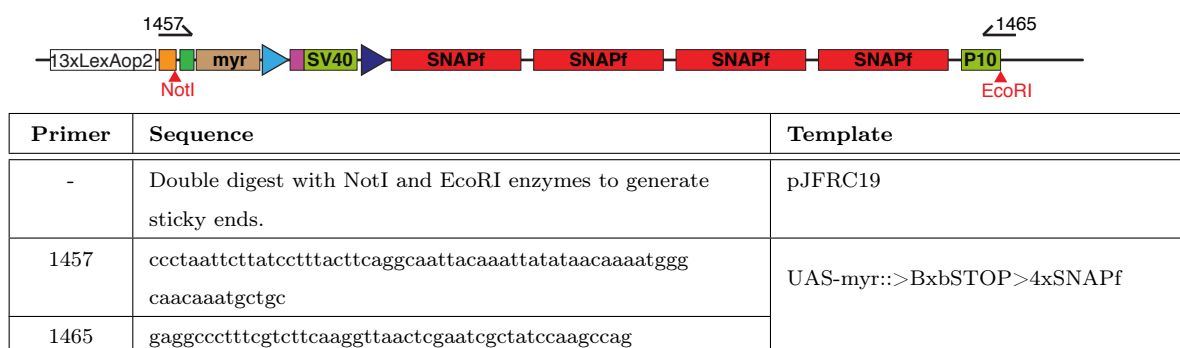 1457
1465
13xLexAop2 myr SV40 SNAPf SNAPf SNAPf SNAPf P10
NotI
EcoRI
Primer Sequence Template
- Double digest with NotI and EcoRI enzymes to generate pJFRC19
sticky ends.
1457 ccctaattcttatcctttacttcaggcaattacaaattatataacaaaatggg
caacaaatgctgc
UAS-myr::>BxbSTOP>4xSNAPf
1465 gaggccctttcgtcttcaaggttaactcgaatcgctatccaagccag